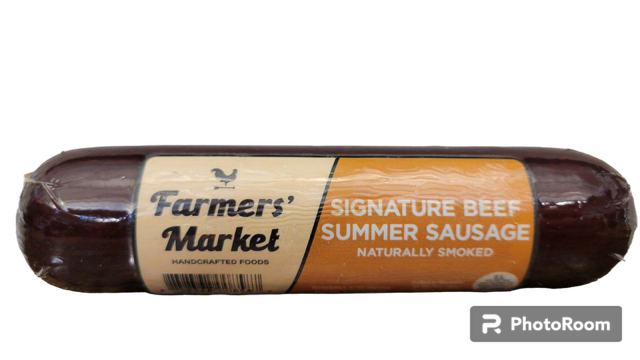 Farmers'
Market
HANDCRAFTED FOODS
SIGNATURE BEEF
SUMMER SAUSAGE
NATURALLY SMOKED
PhotoRoom